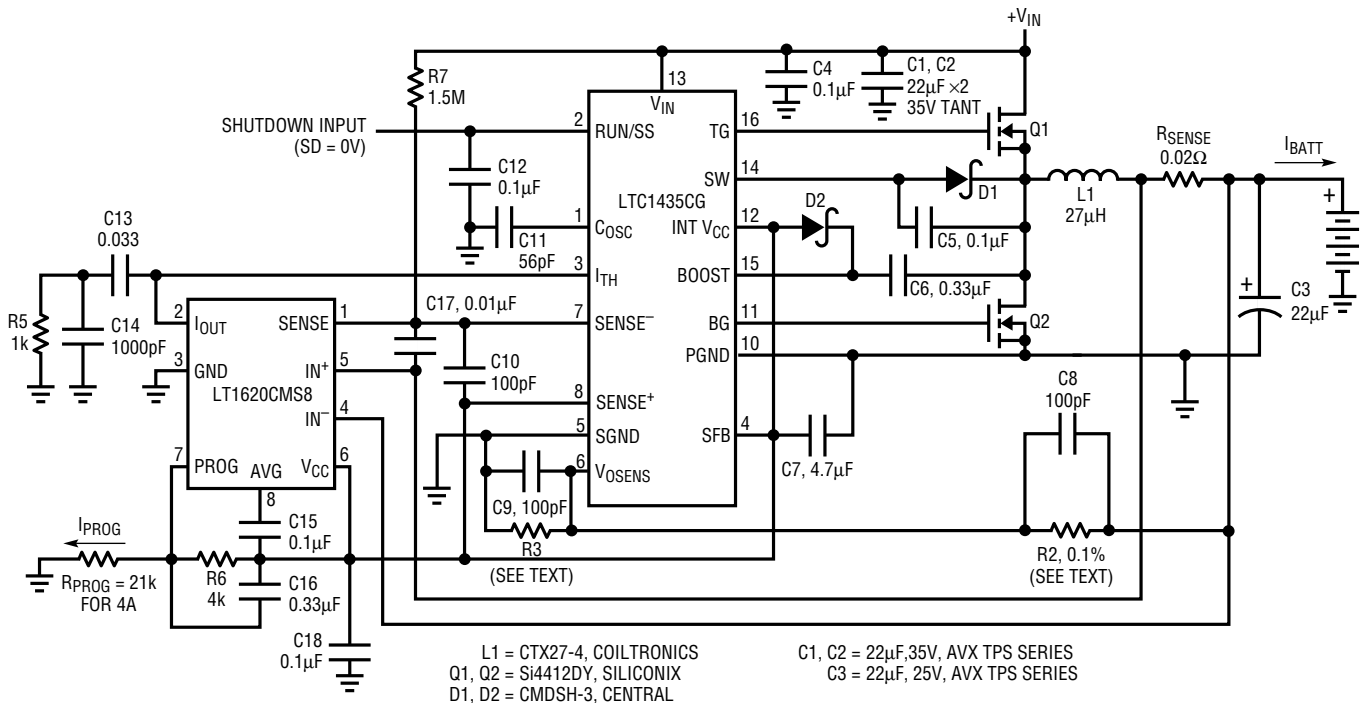 +VIN
R7
1.5M
13
VIN
C4
0.1µF
C1, C2
22µF ×2
35V TANT
SHUTDOWN INPUT
(SD = 0V)
2
RUN/SS
TG
16
Q1
RSENSE
0.02Ω
IBATT
C12
0.1µF
SW
14
D1
L1
27µH
LTC1435CG
C13
0.033
1
COSC
C11
56pF
INT VCC
12
D2
C5, 0.1µF
3
ITH
BOOST
15
C6, 0.33µF
+
+
C3
22µF
R5
1k
C14
1000pF
2
IOUT
SENSE
1
C17, 0.01µF
7
SENSE–
BG
11
Q2
3
GND
IN+
5
C10
100pF
PGND
10
LT1620CMS8
IN–
4
8
SENSE+
C8
100pF
5
SGND
SFB
4
C7, 4.7µF
7
PROG
AVG
VCC
6
6
VOSENS
8
C9, 100pF
IPROG
C15
0.1µF
R3
(SEE TEXT)
R2, 0.1%
(SEE TEXT)
RPROG = 21k
FOR 4A
R6
4k
C16
0.33µF
C18
0.1µF
L1 = CTX27-4, COILTRONICS
Q1, Q2 = Si4412DY, SILICONIX
D1, D2 = CMDSH-3, CENTRAL
C1, C2 = 22µF,35V, AVX TPS SERIES
C3 = 22µF, 25V, AVX TPS SERIES